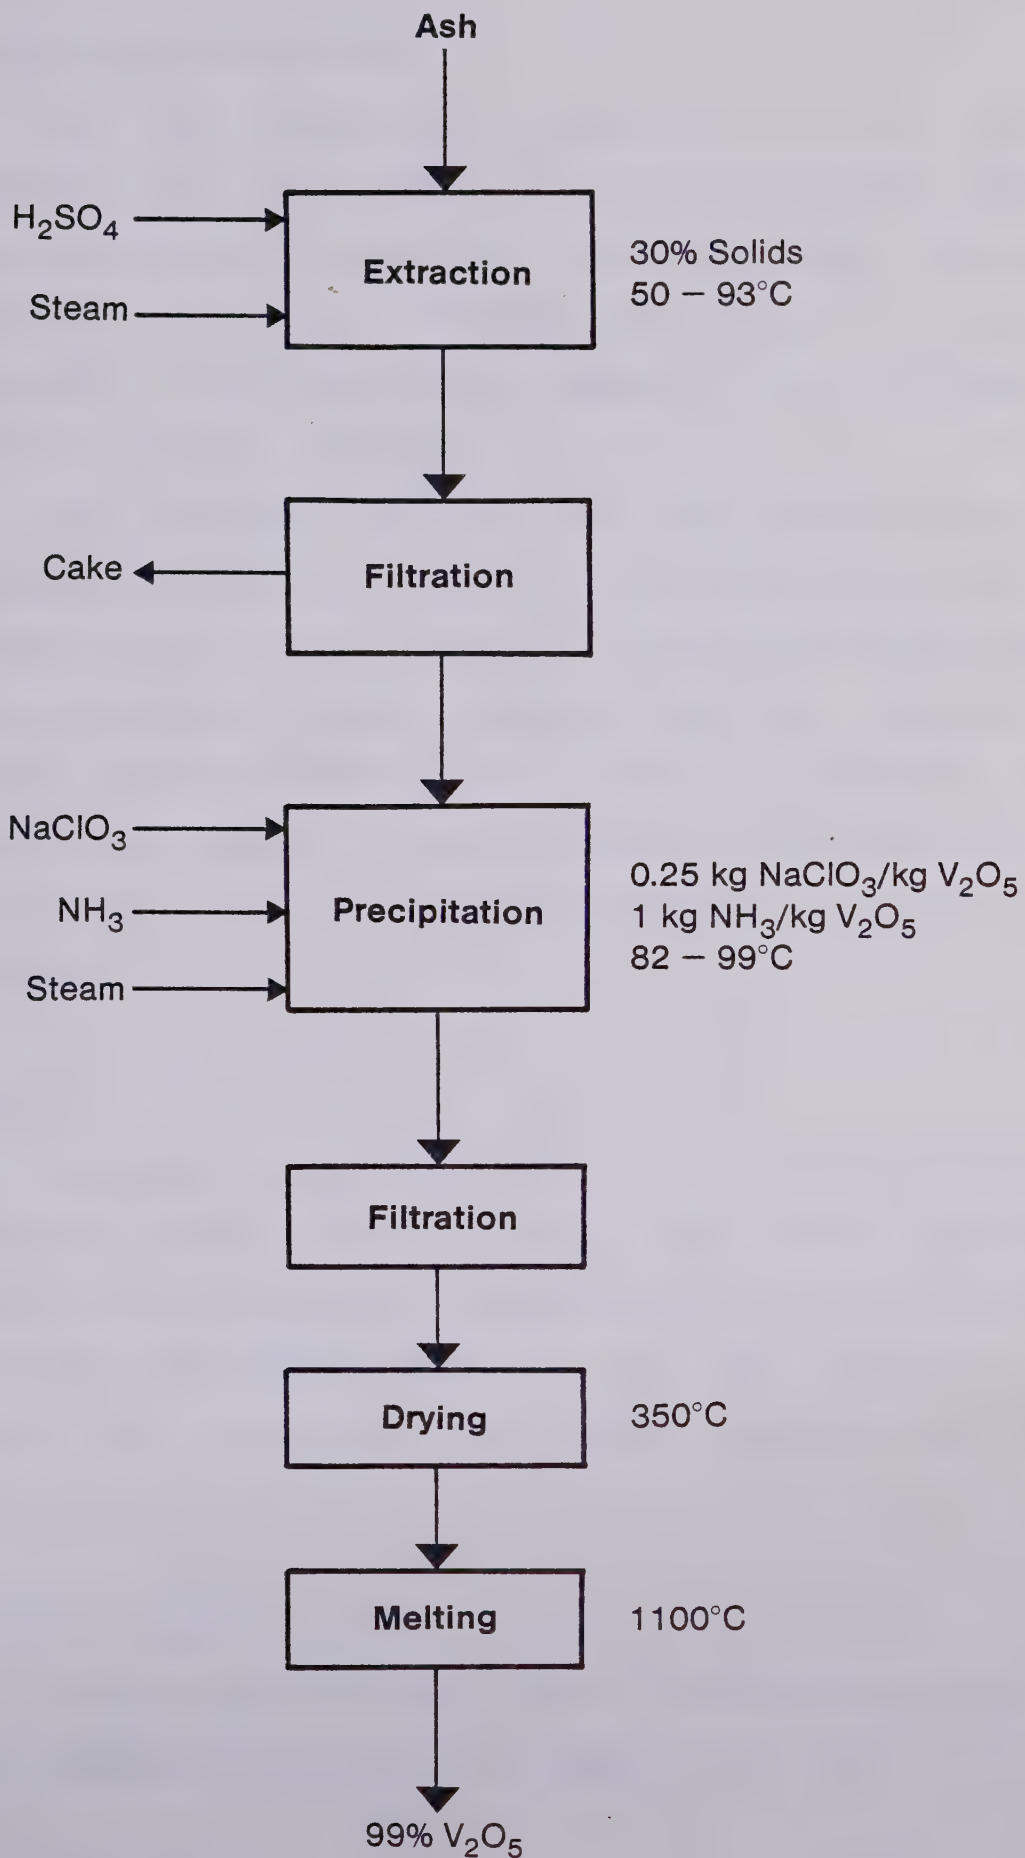 Ash
H₂SO₄
Steam
Extraction
30% Solids
50 – 93°C
Cake
Filtration
NaClO₃
NH₃
Steam
Precipitation
0.25 kg NaClO₃/kg V₂O₅
1 kg NH₃/kg V₂O₅
82 – 99°C
Filtration
Drying
350°C
Melting
1100°C
99% V₂O₅